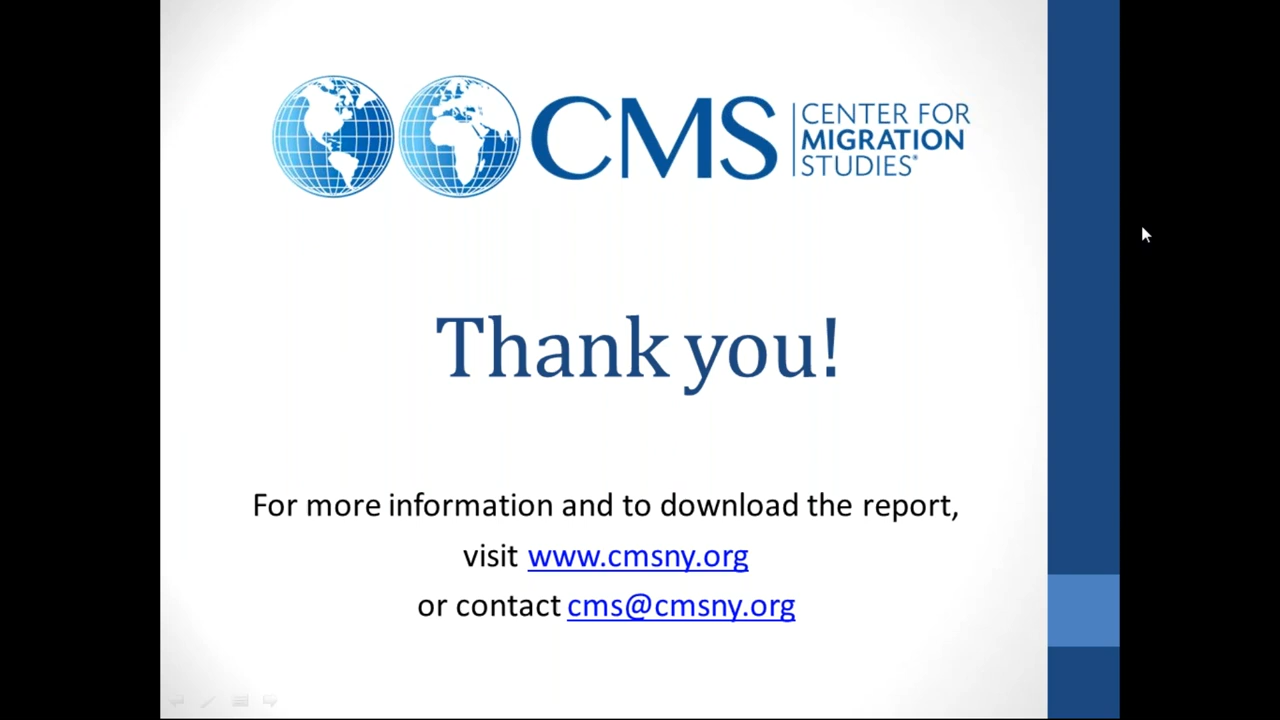 CMS
CENTER FOR
MIGRATION
STUDIES®
Thank you!
For more information and to download the report,
visit www.cmsny.org
or contact cms@cmsny.org